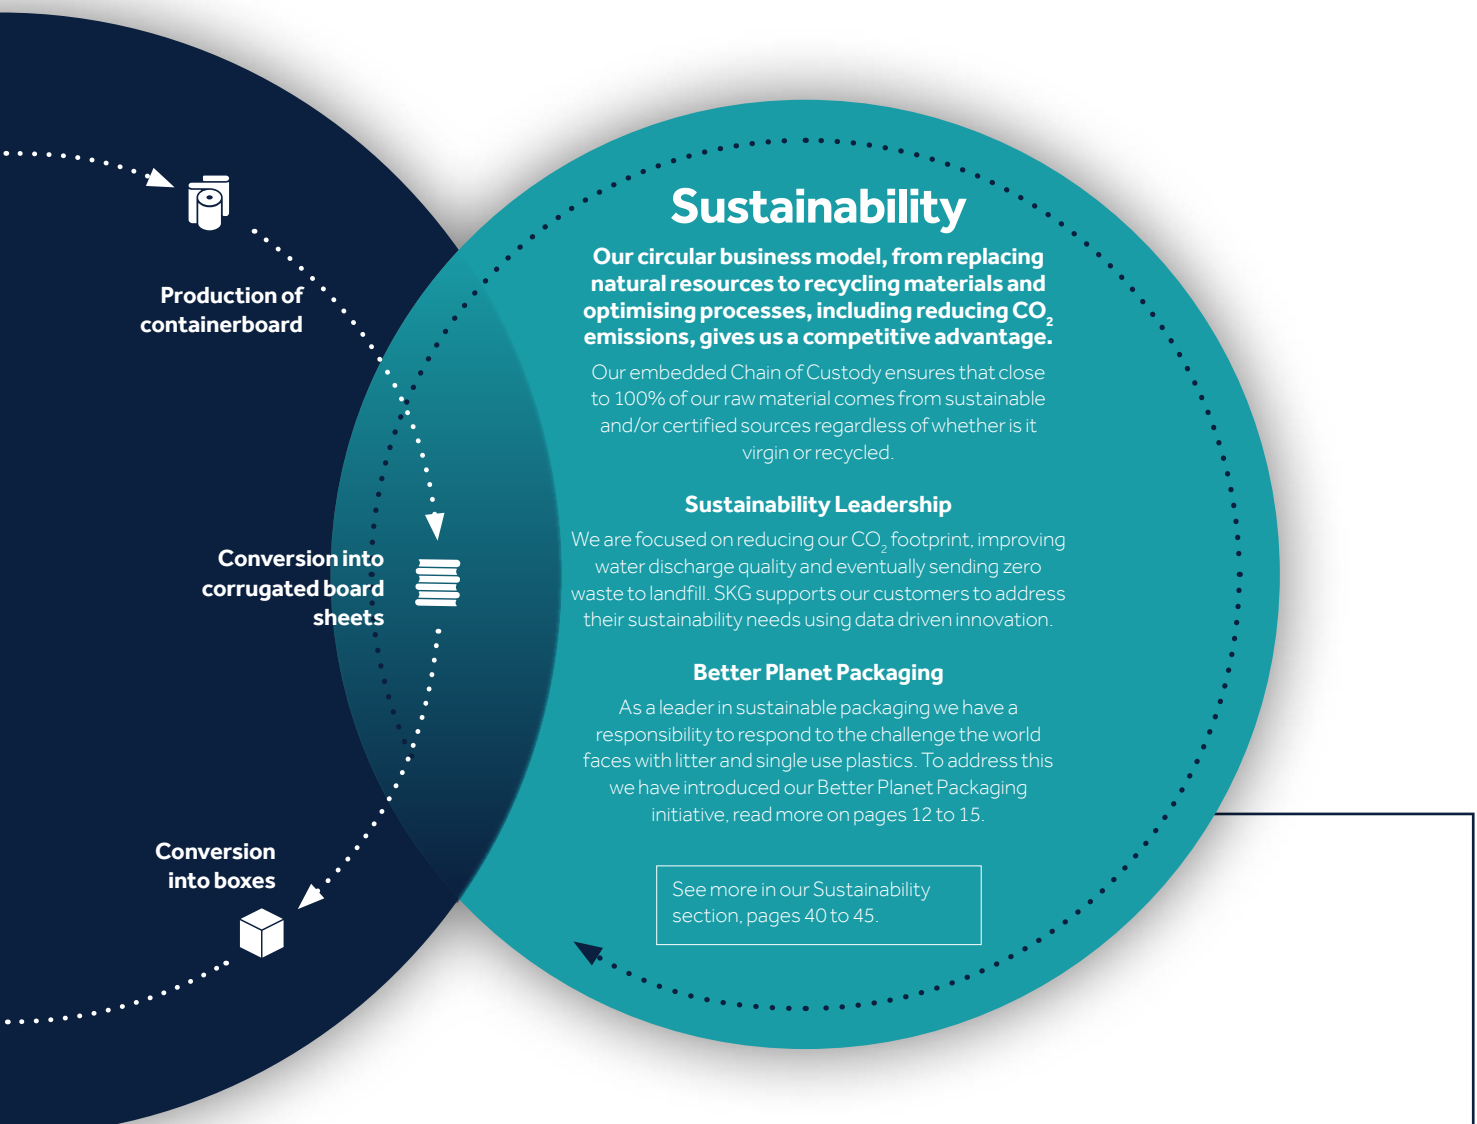 Production of
containerboard
Conversion into
corrugated board
sheets
Conversion
into boxes
Sustainability
Our circular business model, from replacing
natural resources to recycling materials and
optimising processes, including reducing CO₂
emissions, gives us a competitive advantage.
Our embedded Chain of Custody ensures that close
to 100% of our raw material comes from sustainable
and/or certified sources regardless of whether is it
virgin or recycled.
Sustainability Leadership
We are focused on reducing our CO₂ footprint, improving
water discharge quality and eventually sending zero
waste to landfill. SKG supports our customers to address
their sustainability needs using data driven innovation.
Better Planet Packaging
As a leader in sustainable packaging we have a
responsibility to respond to the challenge the world
faces with litter and single use plastics. To address this
we have introduced our Better Planet Packaging
initiative, read more on pages 12 to 15.
See more in our Sustainability
section, pages 40 to 45.